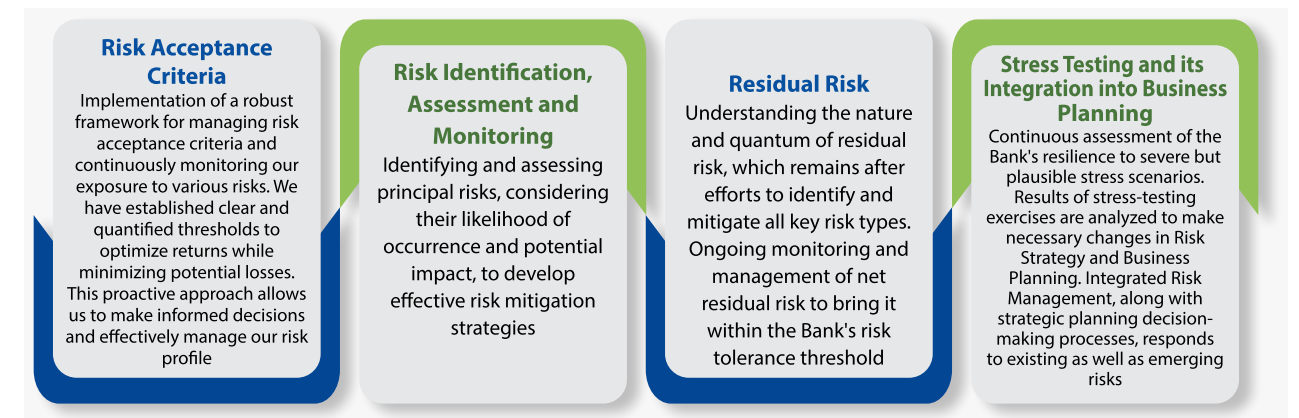 Risk Acceptance
Criteria
Implementation of a robust
framework for managing risk
acceptance criteria and
continuously monitoring our
exposure to various risks. We
have established clear and
quantified thresholds to
optimize returns while
minimizing potential losses.
This proactive approach allows
us to make informed decisions
and effectively manage our risk
profile
Risk Identification,
Assessment and
Monitoring
Identifying and assessing
principal risks, considering
their likelihood of
occurrence and potential
impact, to develop
effective risk mitigation
strategies
Residual Risk
Understanding the nature
and quantum of residual
risk, which remains after
efforts to identify and
mitigate all key risk types.
Ongoing monitoring and
management of net
residual risk to bring it
within the Bank's risk
tolerance threshold
Stress Testing and its
Integration into Business
Planning
Continuous assessment of the
Bank's resilience to severe but
plausible stress scenarios.
Results of stress-testing
exercises are analyzed to make
necessary changes in Risk
Strategy and Business
Planning. Integrated Risk
Management, along with
strategic planning decision-
making processes, responds
to existing as well as emerging
risks